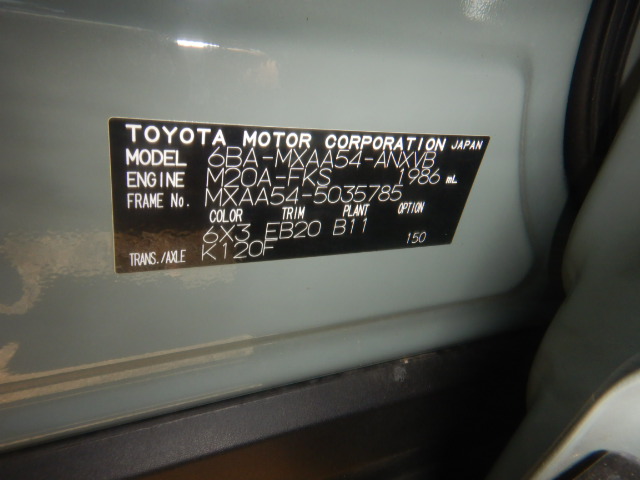 TOYOTA MOTOR CORPORATION JAPAN
MODEL 6BA-MXAA54-ANXVB
ENGINE M20A-FKS 1986 mL
FRAME No. MXAA54-5035785
COLOR TRIM PLANT OPTION
6X3 EB20 B11 150
TRANS./AXLE K120F